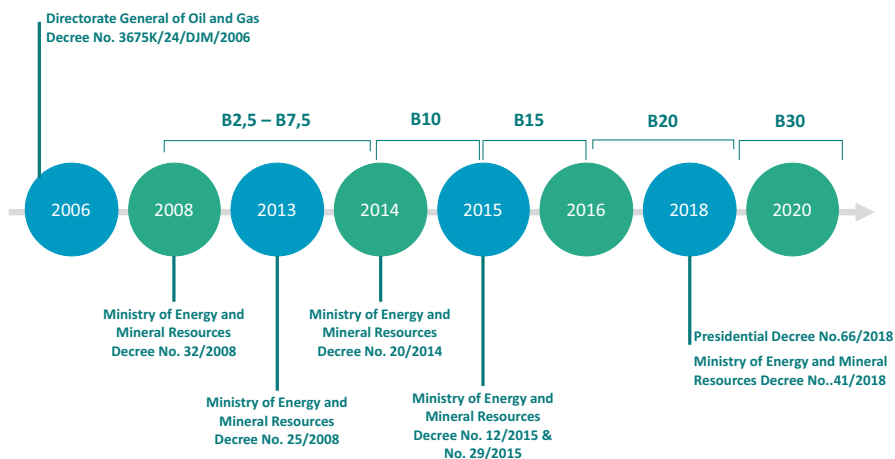 Directorate General of Oil and Gas
Decree No. 3675K/24/DJM/2006
B2,5 – B7,5
B10
B15
B20
B30
2006
2008
2013
2014
2015
2016
2018
2020
Ministry of Energy and
Mineral Resources
Decree No. 32/2008
Ministry of Energy and
Mineral Resources
Decree No. 20/2014
Presidential Decree No.66/2018
Ministry of Energy and Mineral
Resources Decree No..41/2018
Ministry of Energy and
Mineral Resources
Decree No. 25/2008
Ministry of Energy and
Mineral Resources
Decree No. 12/2015 &
No. 29/2015